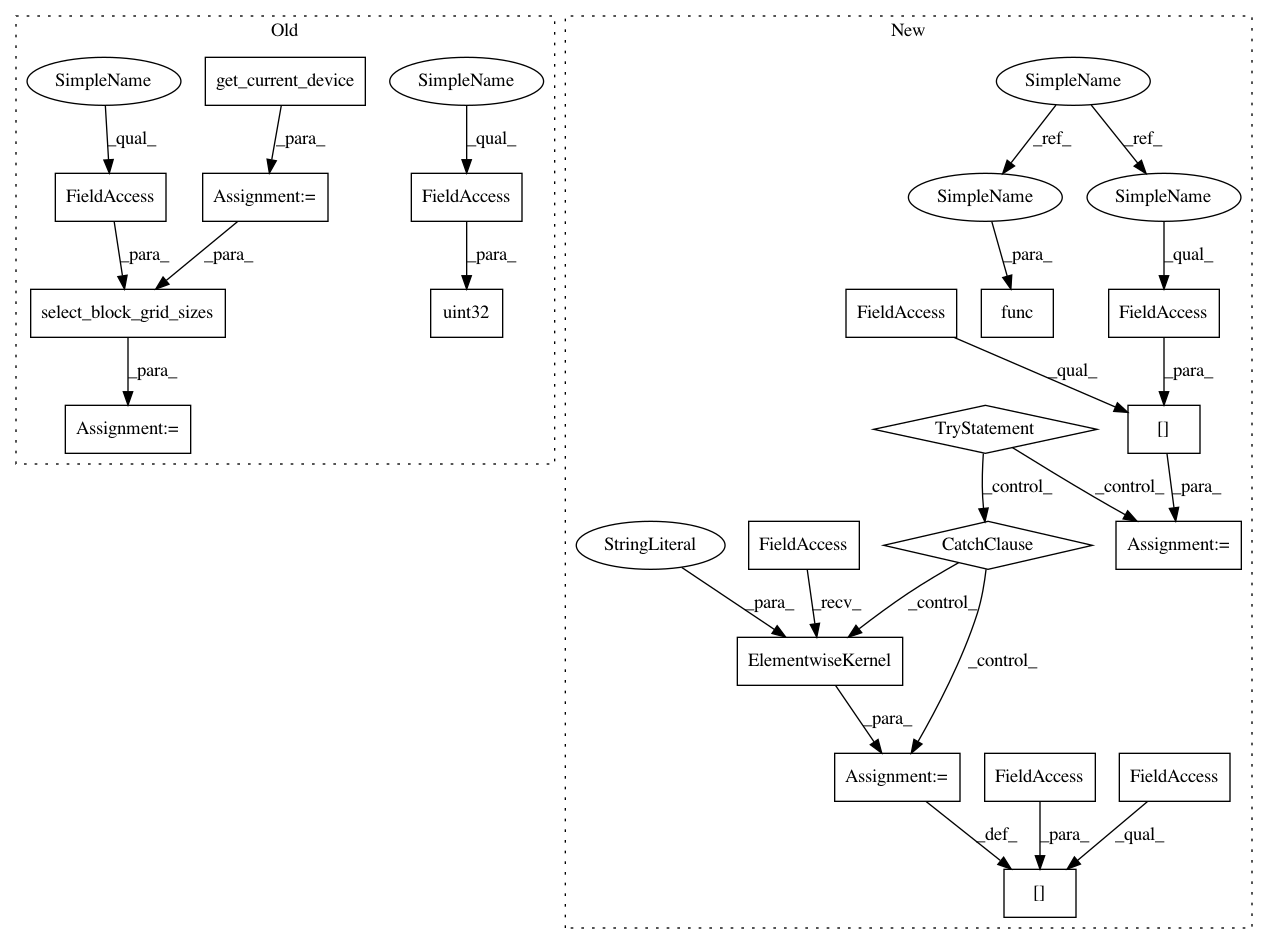 Old
New
SimpleName
get_current_device
SimpleName
SimpleName
_qual_
_para_
_qual_
_ref_
_ref_
FieldAccess
Assignment:=
FieldAccess
SimpleName
SimpleName
_para_
_para_
_para_
_para_
_qual_
select_block_grid_sizes
uint32
FieldAccess
func
FieldAccess
_para_
_qual_
_para_
Assignment:=
TryStatement
[]
_control_
_control_
_para_
StringLiteral
FieldAccess
CatchClause
Assignment:=
_para_
_recv_
_control_
ElementwiseKernel
_control_
_para_
Assignment:=
FieldAccess
FieldAccess
_def_
_para_
_qual_
[]